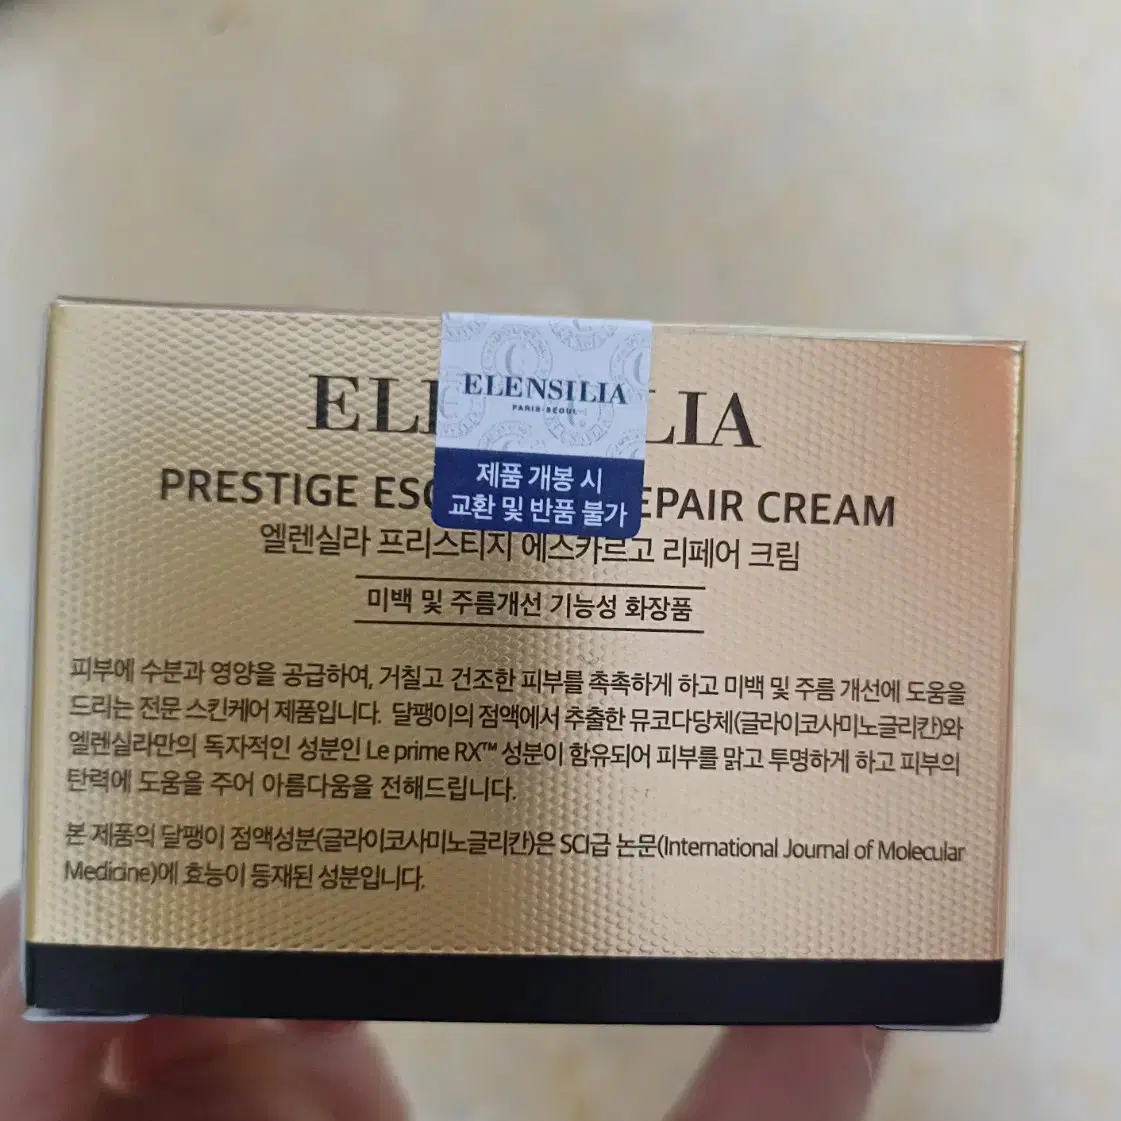 ELENSILIA
PARIS·SEOUL
제품 개봉 시
교환 및 반품 불가
PRESTIGE CREAM
엘렌실라 프리스티지 에스카르고 리페어 크림
미백 및 주름개선 기능성 화장품
피부에 수분과 영양을 공급하여, 거칠고 건조한 피부를 촉촉하게 하고 미백 및 주름 개선에 도움을
드리는 전문 스킨케어 제품입니다. 달팽이의 점액에서 추출한 뮤코다당체(글라이코사미노글리칸)와
엘렌실라만의 독자적인 성분인 Le prime RX™ 성분이 함유되어 피부를 맑고 투명하게 하고 피부의
탄력에 도움을 주어 아름다움을 전해드립니다.
본 제품의 달팽이 점액성분(글라이코사미노글리칸)은 SCI급 논문(International Journal of Molecular
Medicine)에 효능이 등재된 성분입니다.